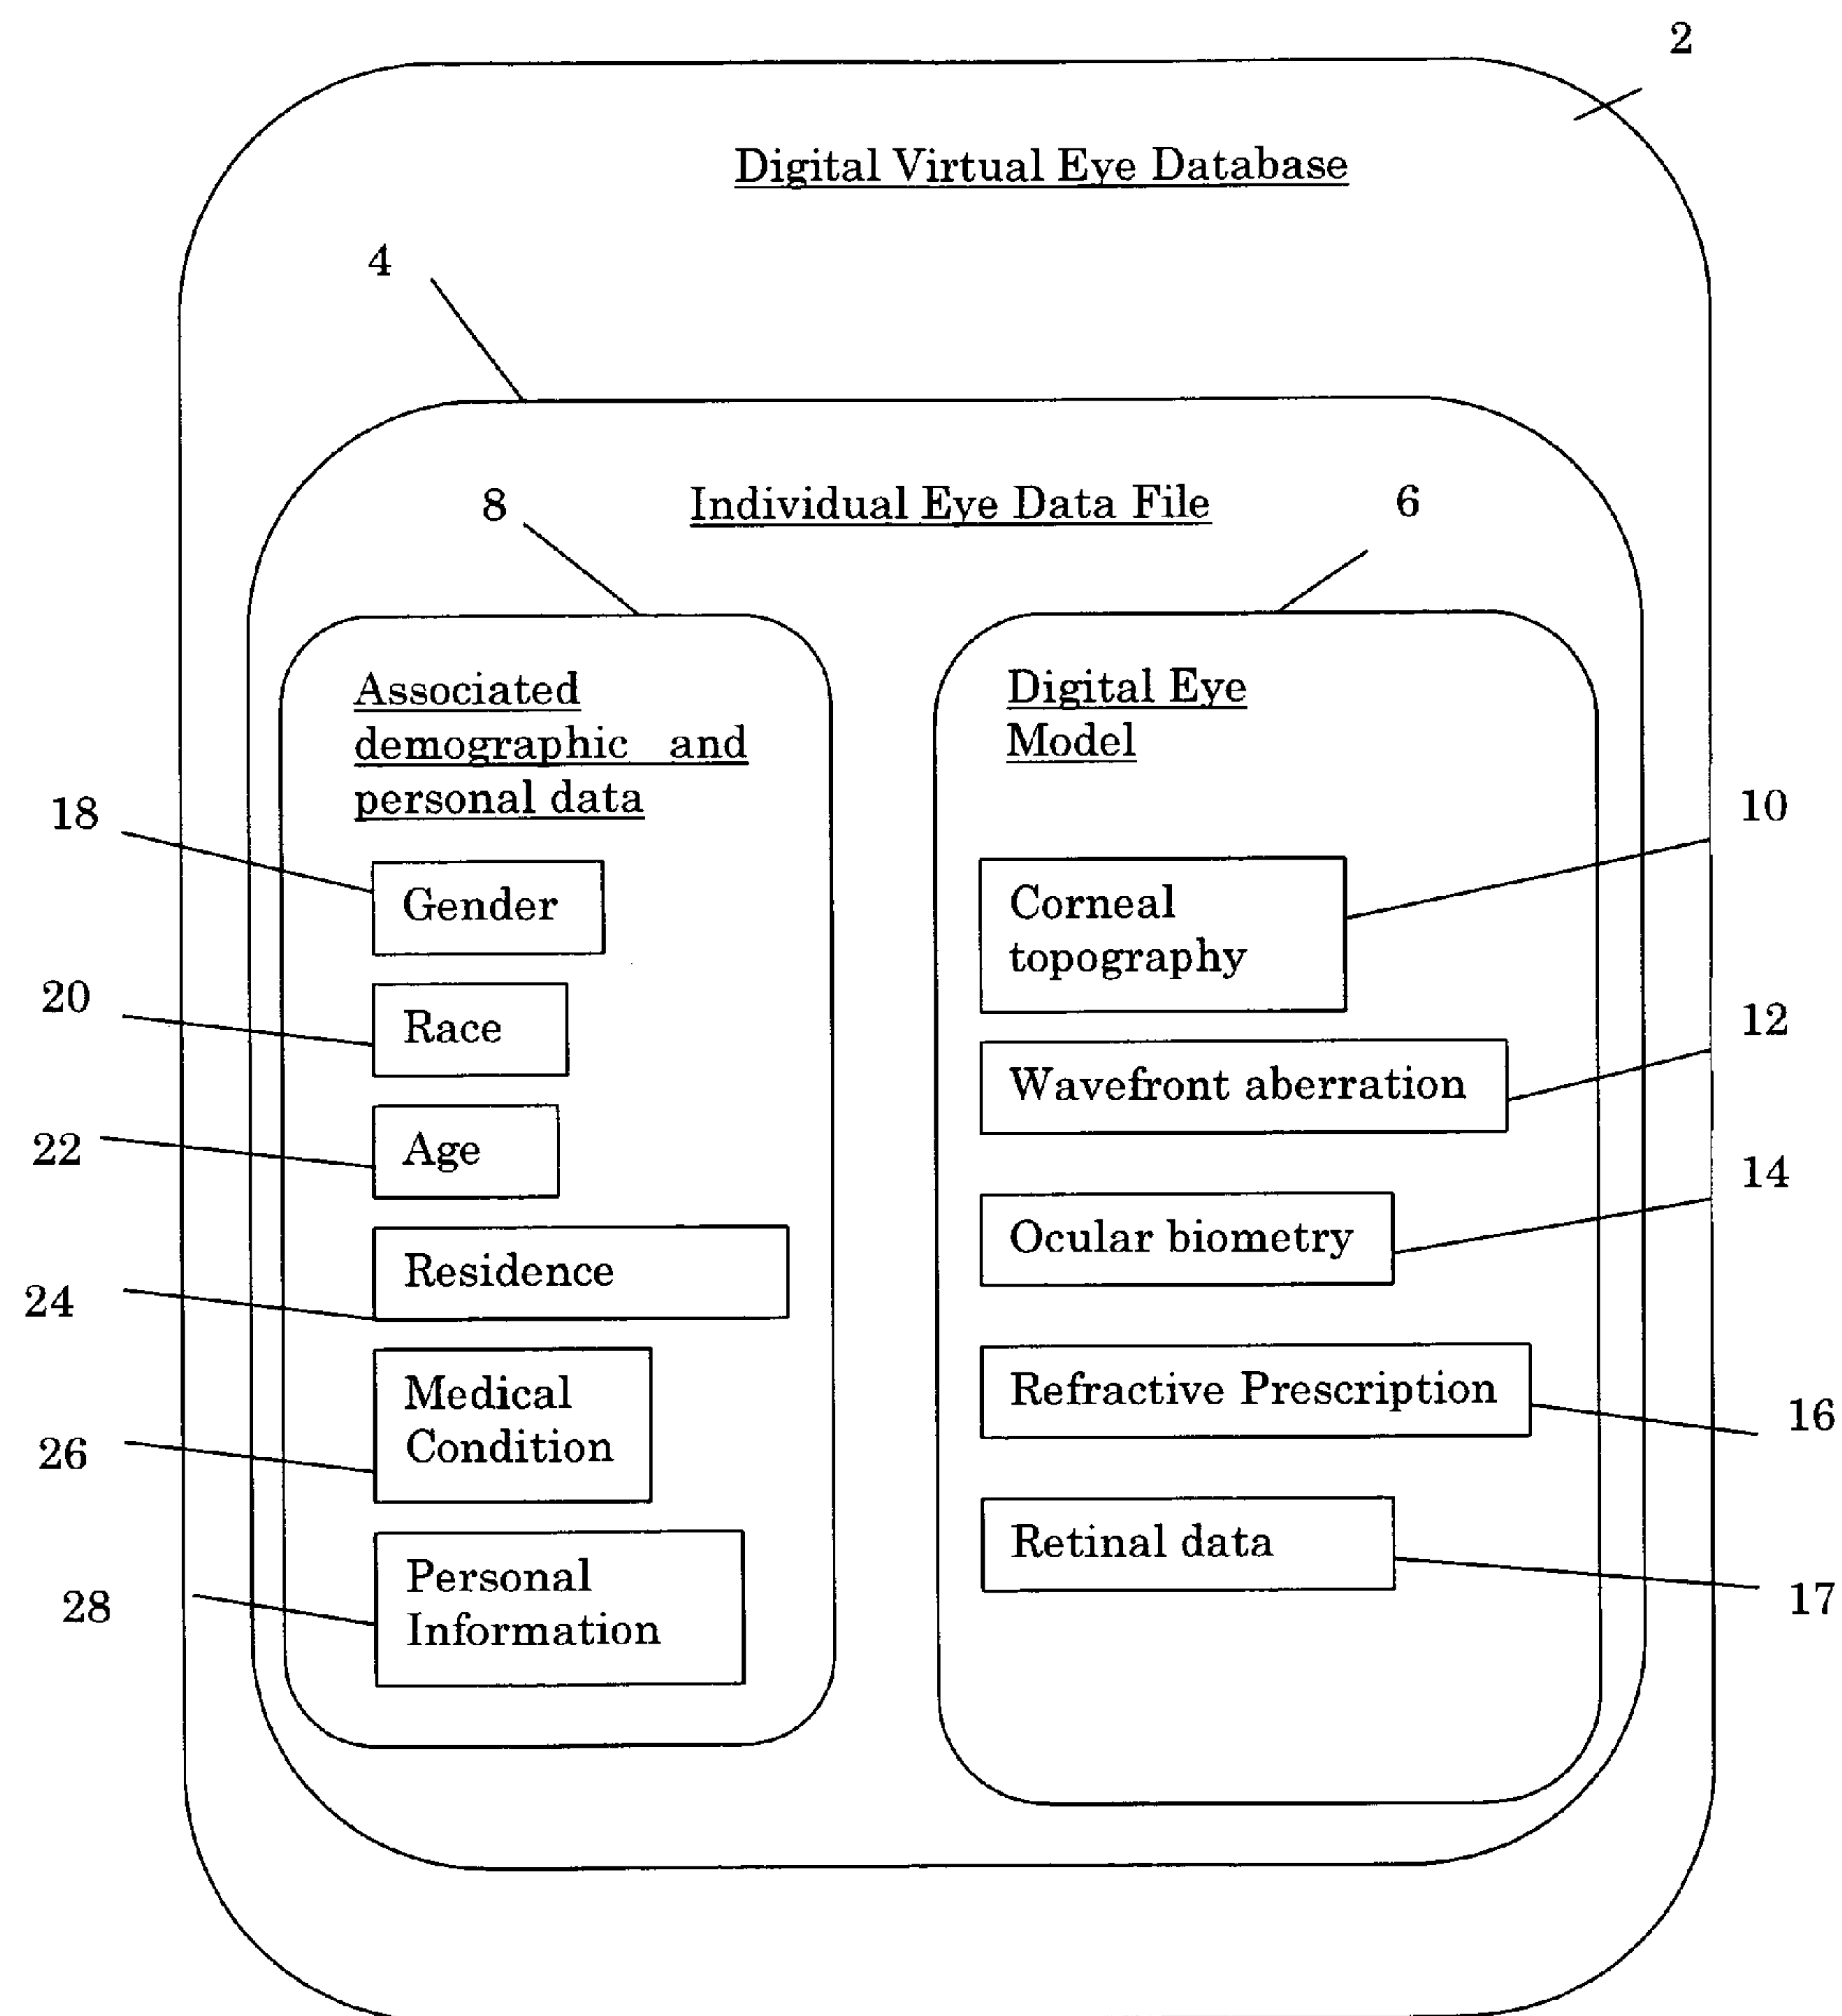 2
Digital Virtual Eye Database
4
Individual Eye Data File
8
6
Associated
demographic and
personal data
Digital Eye
Model
18
Gender
10
Corneal
topography
20
Race
12
Wavefront aberration
22
Age
14
Ocular biometry
24
Residence
16
Refractive Prescription
26
Medical
Condition
17
Retinal data
28
Personal
Information